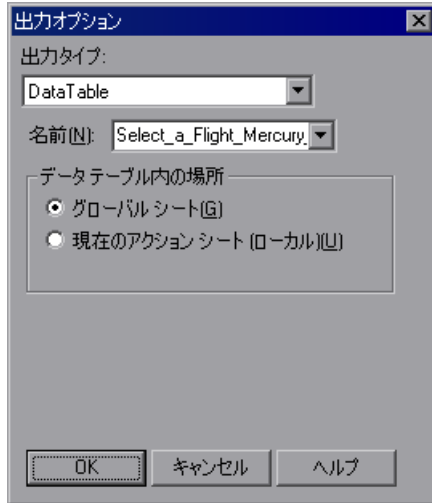 出力オプション
出力タイプ:
DataTable
名前(N): Select_a_Flight_Mercury_
データ テーブル内の場所
グローバル シート(G)
現在のアクション シート (ローカル)(U)
OK キャンセル ヘルプ